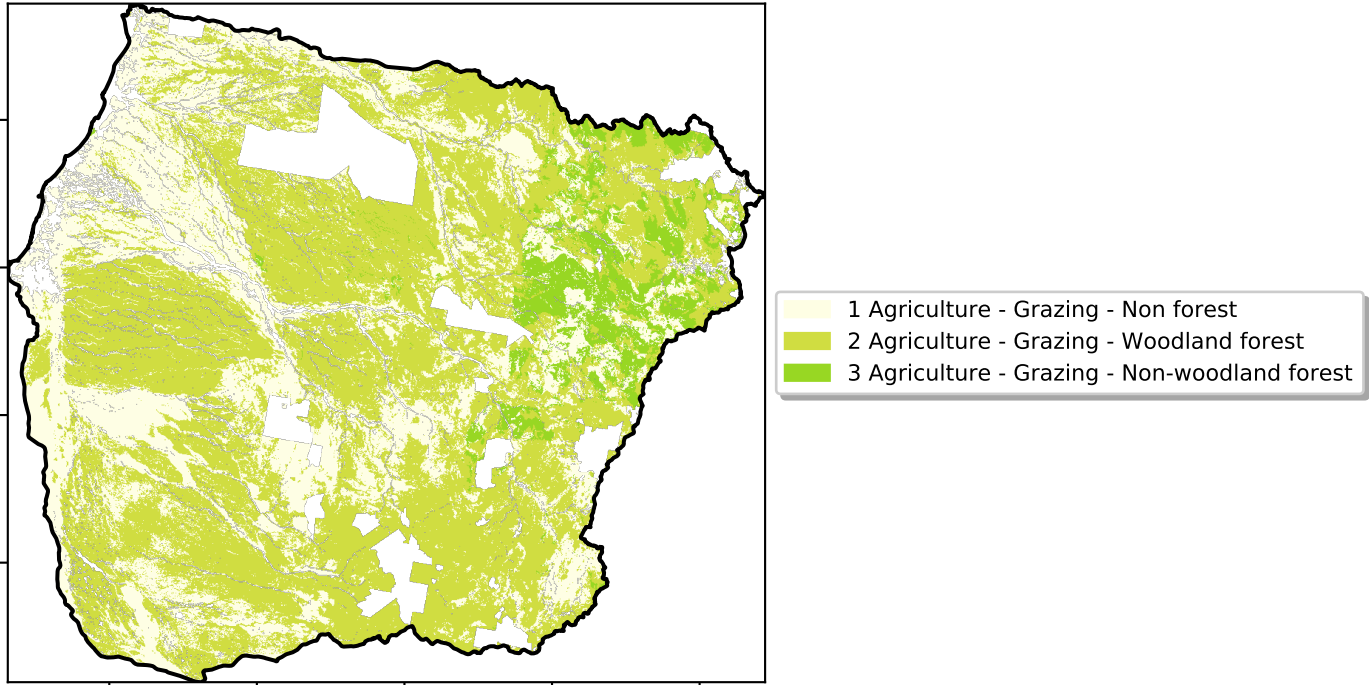 1 Agriculture - Grazing - Non forest
2 Agriculture - Grazing - Woodland forest
3 Agriculture - Grazing - Non-woodland forest